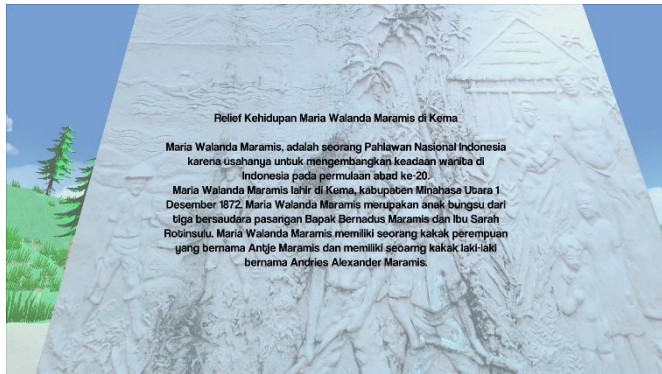 Relief Kehidupan Maria Walanda Maramis di Kema
Maria Walanda Maramis, adalah seorang Pahlawan Nasional Indonesia
karena usahanya untuk mengembangkan keadaan wanita di
Indonesia pada permulaan abad ke-20.
Maria Walanda Maramis lahir di Kema, kabupaten Minahasa Utara 1
Desember 1872. Maria Walanda Maramis merupakan anak bungsu dari
tiga bersaudara pasangan Bapak Bernadus Maramis dan Ibu Sarah
Rotinsulu. Maria Walanda Maramis memiliki seorang kakak perempuan
yang bernama Antje Maramis dan memiliki seoarng kakak laki-laki
bernama Andries Alexander Maramis.